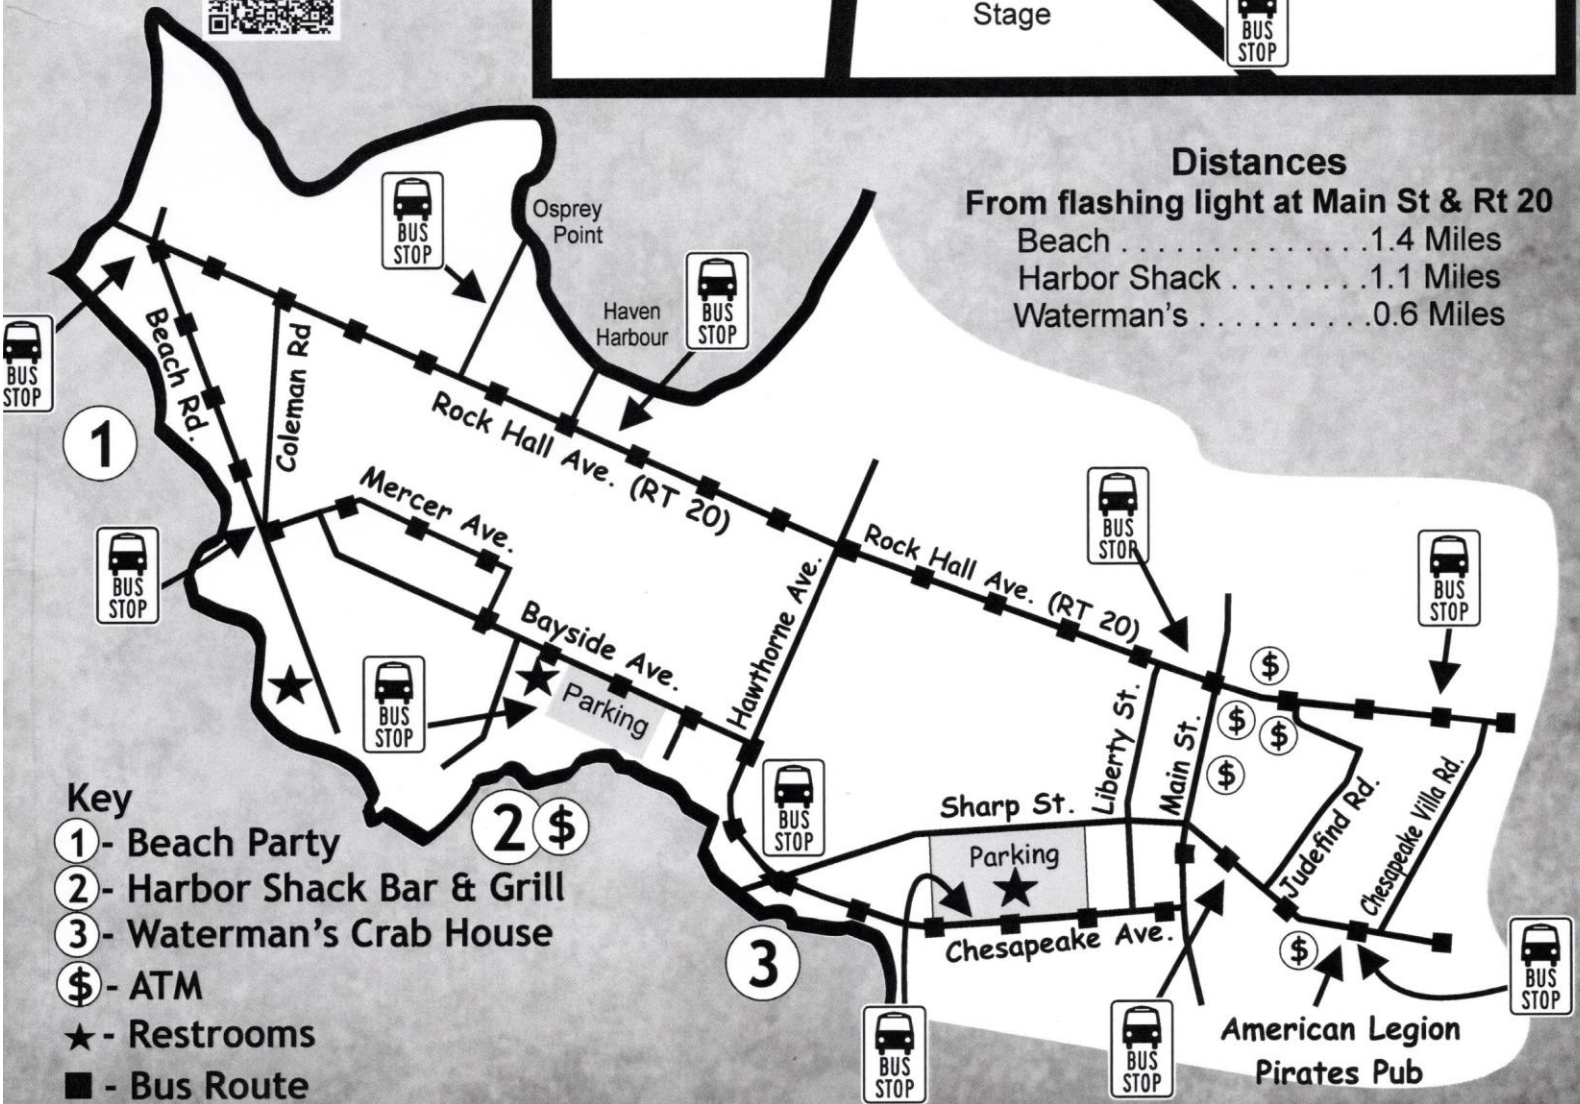 Stage
BUS
STOP
Distances
From flashing light at Main St & Rt 20
Beach . . . . . . . . . . . . . . .1.4 Miles
Harbor Shack . . . . . . . .1.1 Miles
Waterman's . . . . . . . . . .0.6 Miles
BUS
STOP
Osprey
Point
BUS
STOP
Haven
Harbour
BUS
STOP
Beach Rd.
Coleman Rd
1
Rock Hall Ave. (RT 20)
Mercer Ave.
BUS
STOP
BUS
STOP
Rock Hall Ave. (RT 20)
BUS
STOP
Hawthorne Ave.
Bayside Ave.
Parking
BUS
STOP
$
$
$
$
Liberty St.
Main St.
Judefind Rd.
Chesapeake Villa Rd.
BUS
STOP
Sharp St.
Parking
Chesapeake Ave.
2 $
3
$
BUS
STOP
BUS
STOP
BUS
STOP
American Legion
Pirates Pub
Key
1 - Beach Party
2 - Harbor Shack Bar & Grill
3 - Waterman's Crab House
$ - ATM
★ - Restrooms
■ - Bus Route